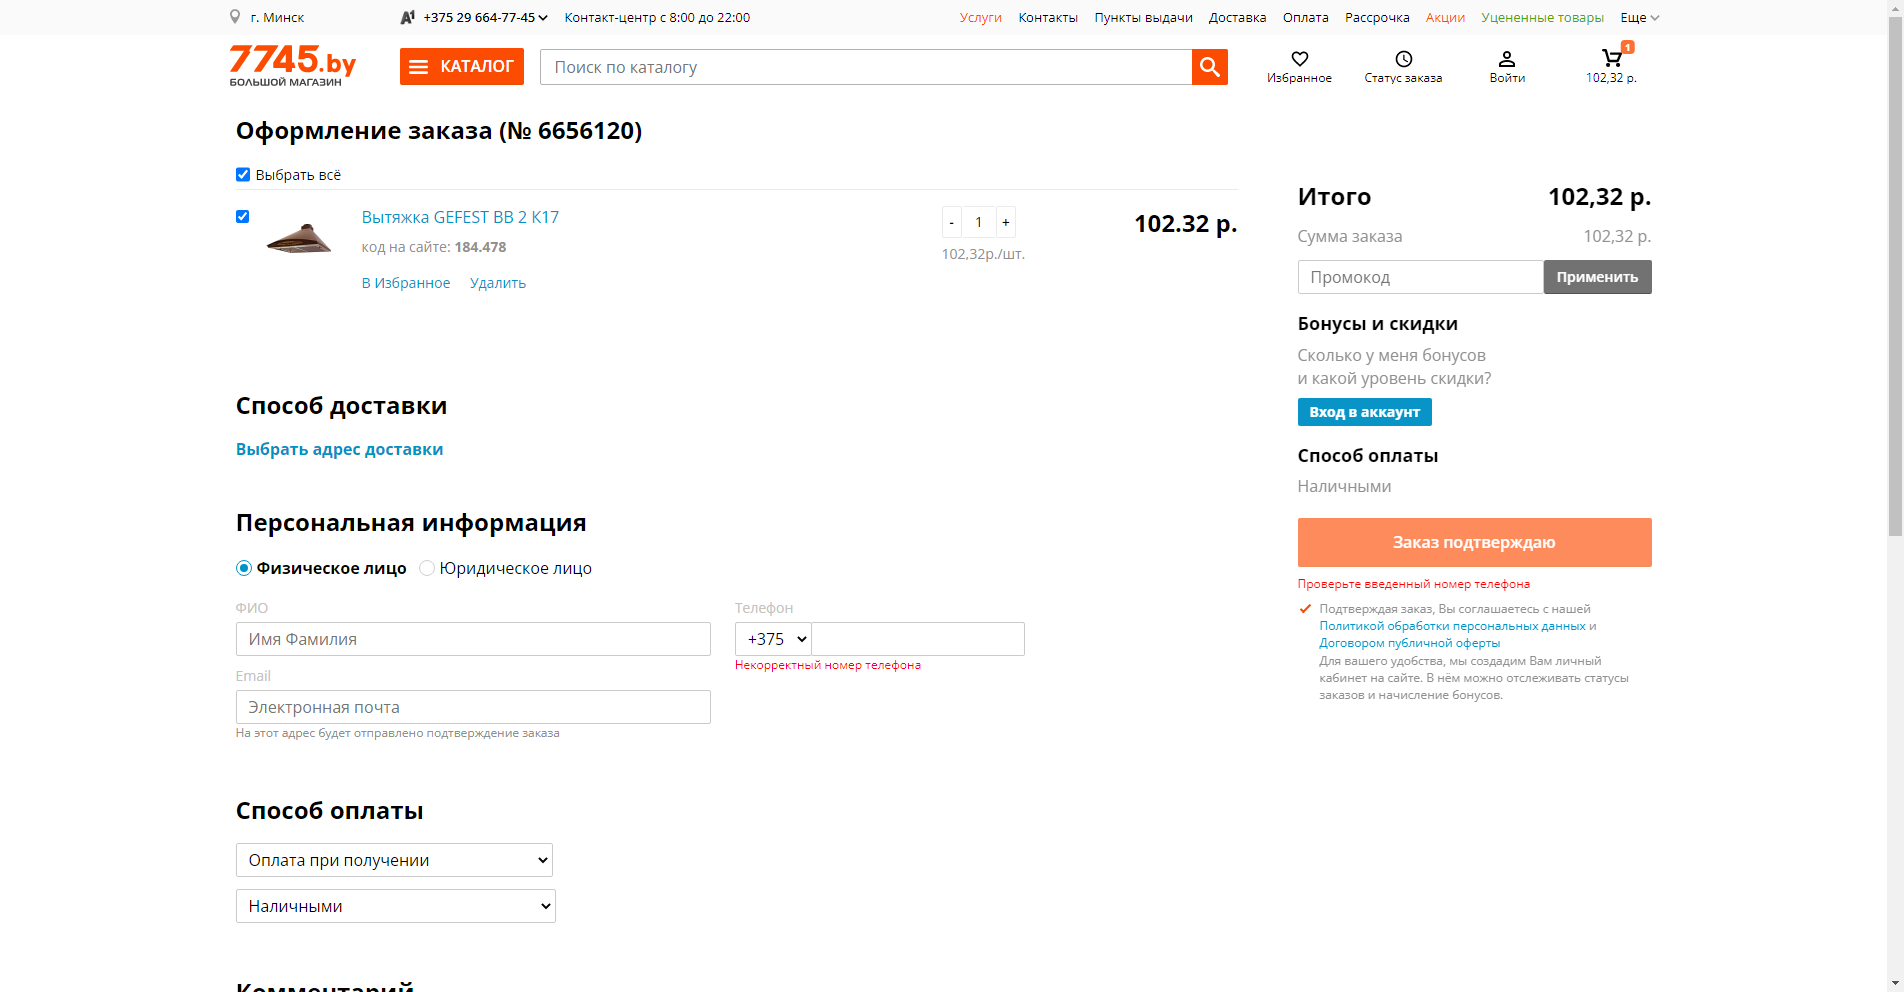 г. Минск
A1 +375 29 664-77-45 Контакт-центр с 8:00 до 22:00
Услуги Контакты Пункты выдачи Доставка Оплата Рассрочка Акции Уцененные товары Еще
7745.by
БОЛЬШОЙ МАГАЗИН
КАТАЛОГ
Поиск по каталогу
Избранное
Статус заказа
Войти
1
102,32 р.
Оформление заказа (№ 6656120)
Выбрать всё
Вытяжка GEFEST ВВ 2 К17
код на сайте: 184.478
В Избранное Удалить
- 1 +
102,32р./шт.
102.32 р.
Способ доставки
Выбрать адрес доставки
Персональная информация
Физическое лицо Юридическое лицо
ФИО
Имя Фамилия
Телефон
+375
Некорректный номер телефона
Email
Электронная почта
На этот адрес будет отправлено подтверждение заказа
Способ оплаты
Оплата при получении
Наличными
Комментарий
Итого 102,32 р.
Сумма заказа 102,32 р.
Промокод Применить
Бонусы и скидки
Сколько у меня бонусов
и какой уровень скидки?
Вход в аккаунт
Способ оплаты
Наличными
Заказ подтверждаю
Проверьте введенный номер телефона
Подтверждая заказ, Вы соглашаетесь с нашей
Политикой обработки персональных данных и
Договором публичной оферты
Для вашего удобства, мы создадим Вам личный
кабинет на сайте. В нём можно отслеживать статусы
заказов и начисление бонусов.